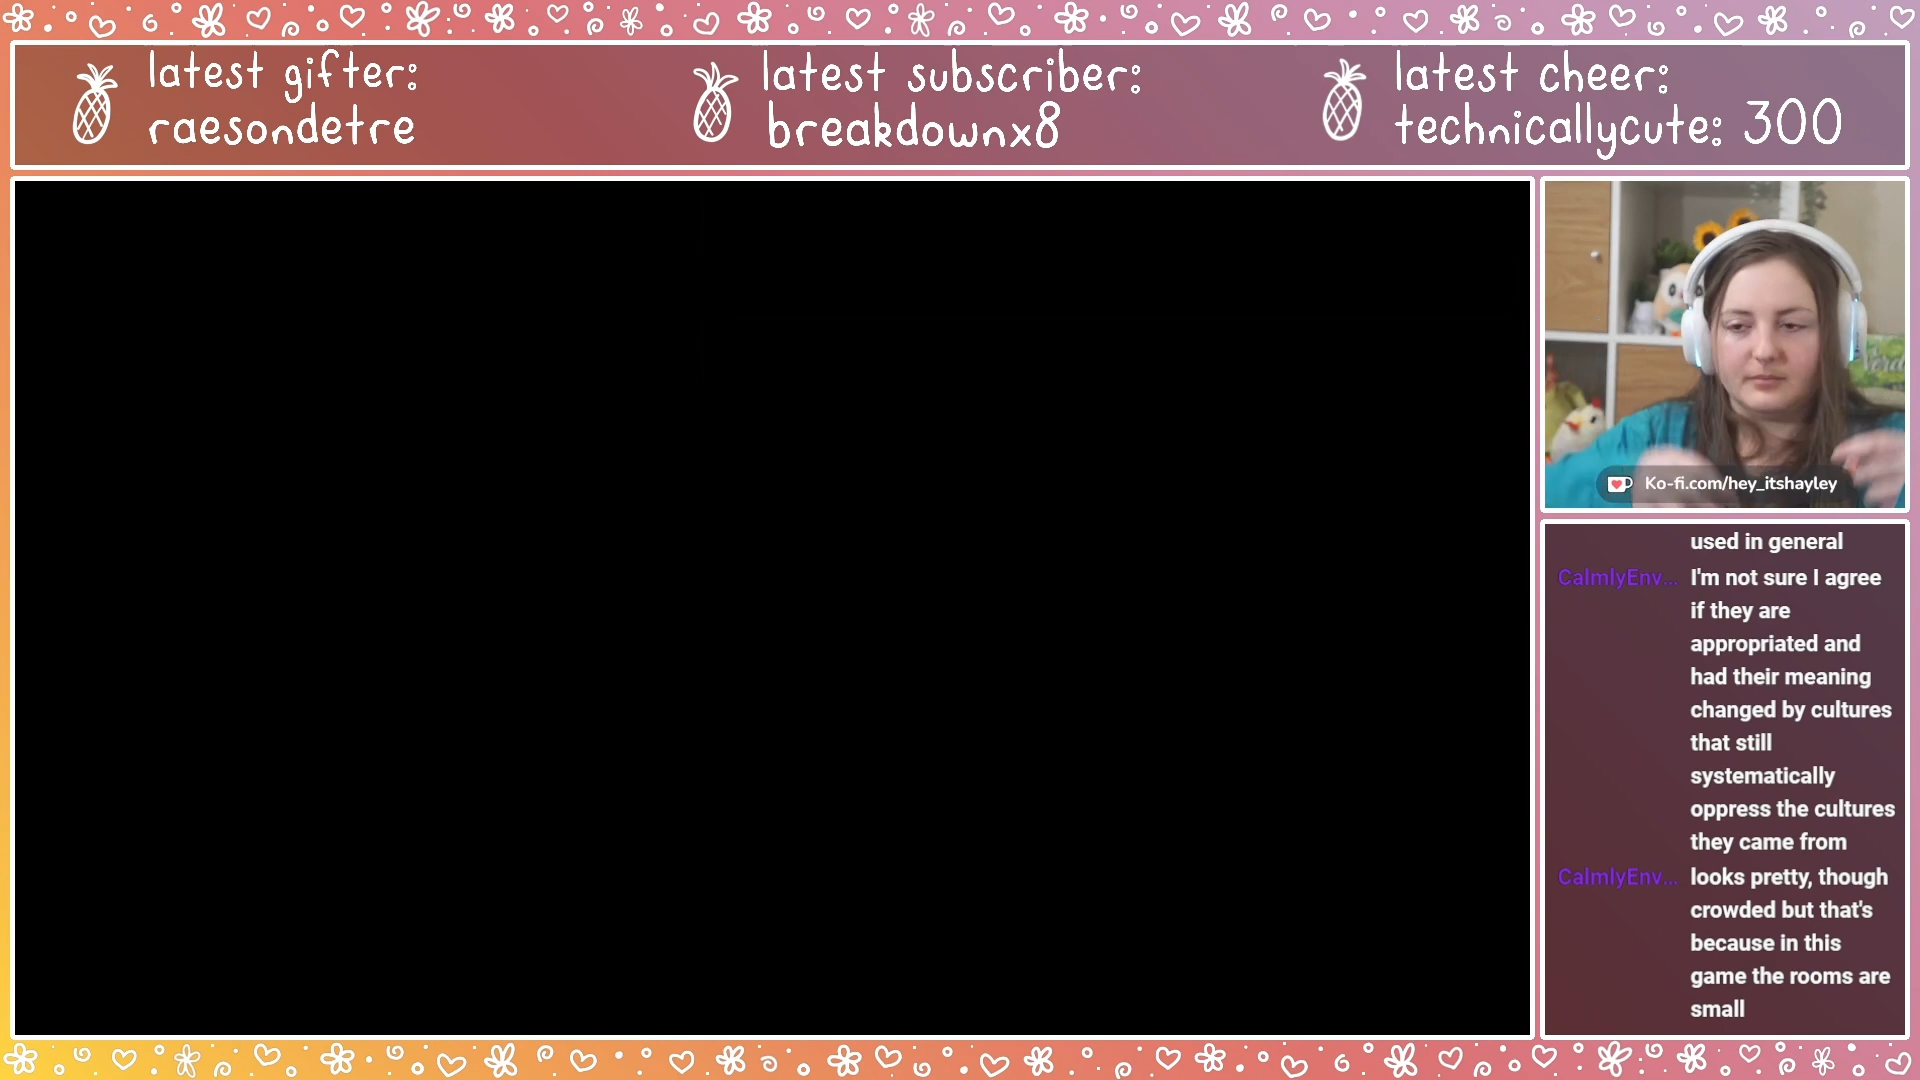 latest gifter:
raesondetre
latest subscriber:
breakdownx8
latest cheer:
technicallycute: 300
Ko-fi.com/hey_itshayley
used in general
CalmlyEnv... I'm not sure I agree
if they are
appropriated and
had their meaning
changed by cultures
that still
systematically
oppress the cultures
they came from
CalmlyEnv... looks pretty, though
crowded but that's
because in this
game the rooms are
small